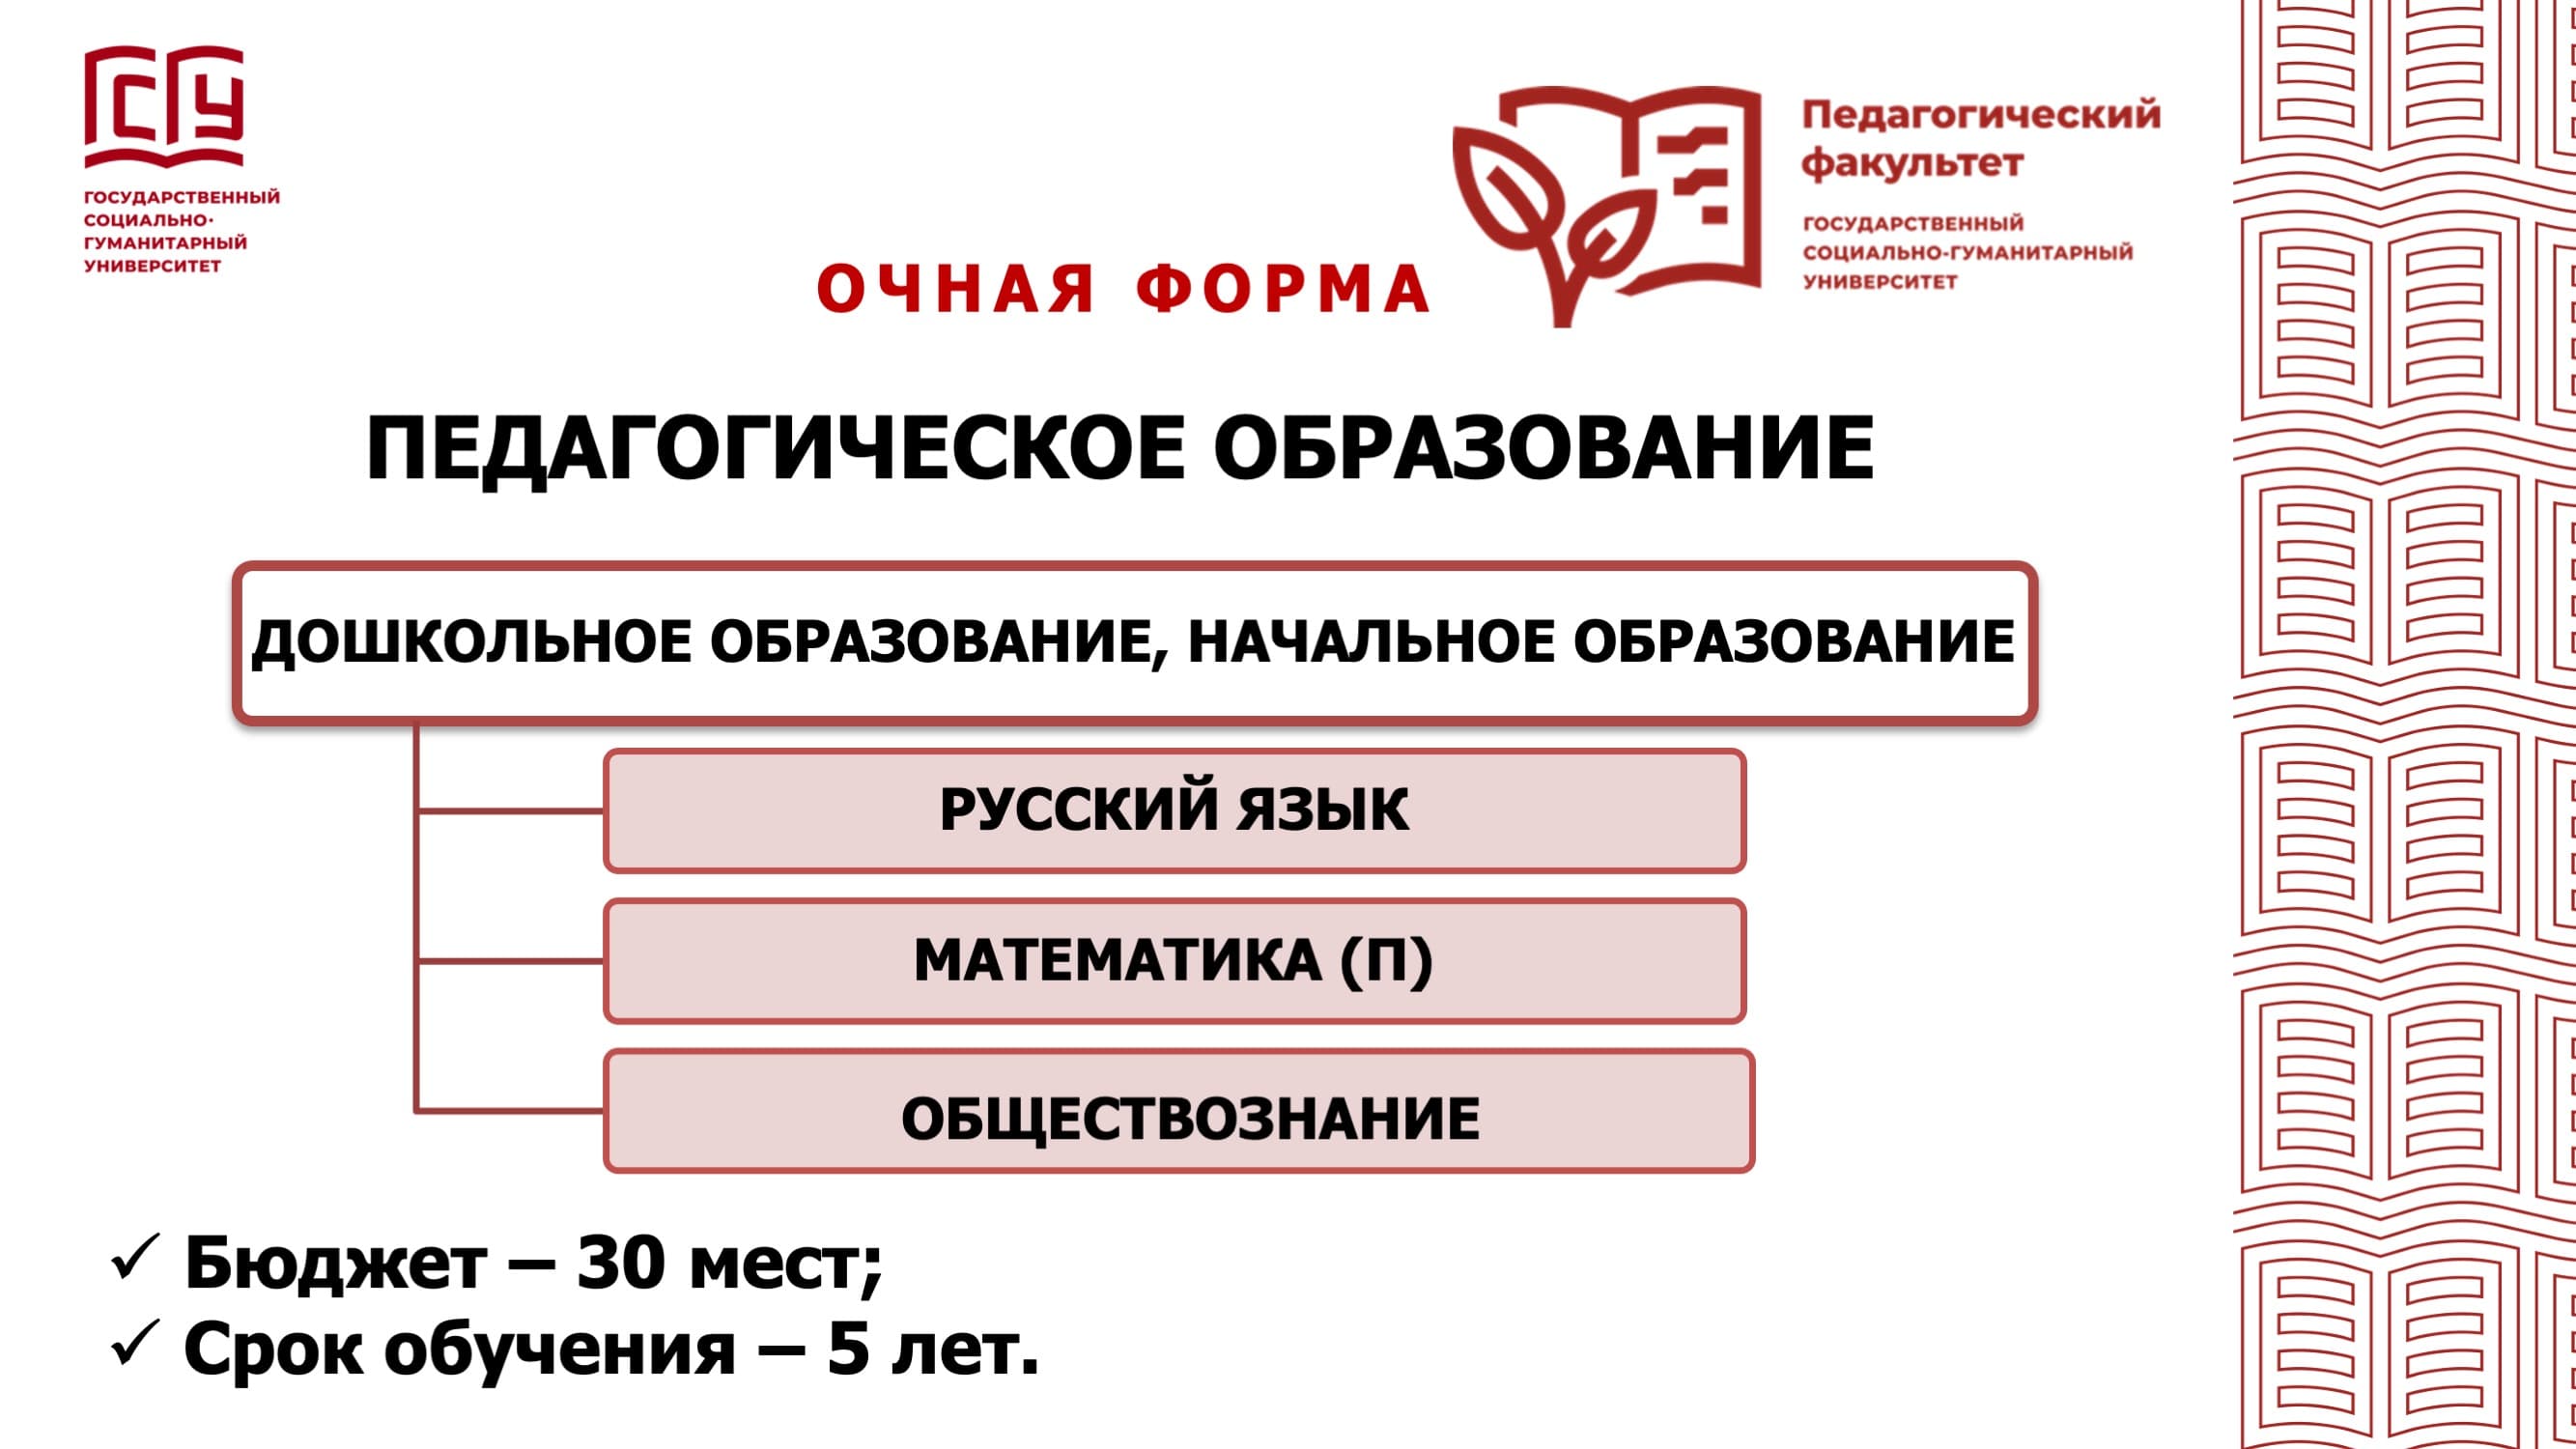 ГСГУ
ГОСУДАРСТВЕННЫЙ
СОЦИАЛЬНО-
ГУМАНИТАРНЫЙ
УНИВЕРСИТЕТ
Педагогический
факультет
ГОСУДАРСТВЕННЫЙ
СОЦИАЛЬНО-ГУМАНИТАРНЫЙ
УНИВЕРСИТЕТ
ОЧНАЯ ФОРМА
ПЕДАГОГИЧЕСКОЕ ОБРАЗОВАНИЕ
ДОШКОЛЬНОЕ ОБРАЗОВАНИЕ, НАЧАЛЬНОЕ ОБРАЗОВАНИЕ
РУССКИЙ ЯЗЫК
МАТЕМАТИКА (П)
ОБЩЕСТВОЗНАНИЕ
✓ Бюджет – 30 мест;
✓ Срок обучения – 5 лет.